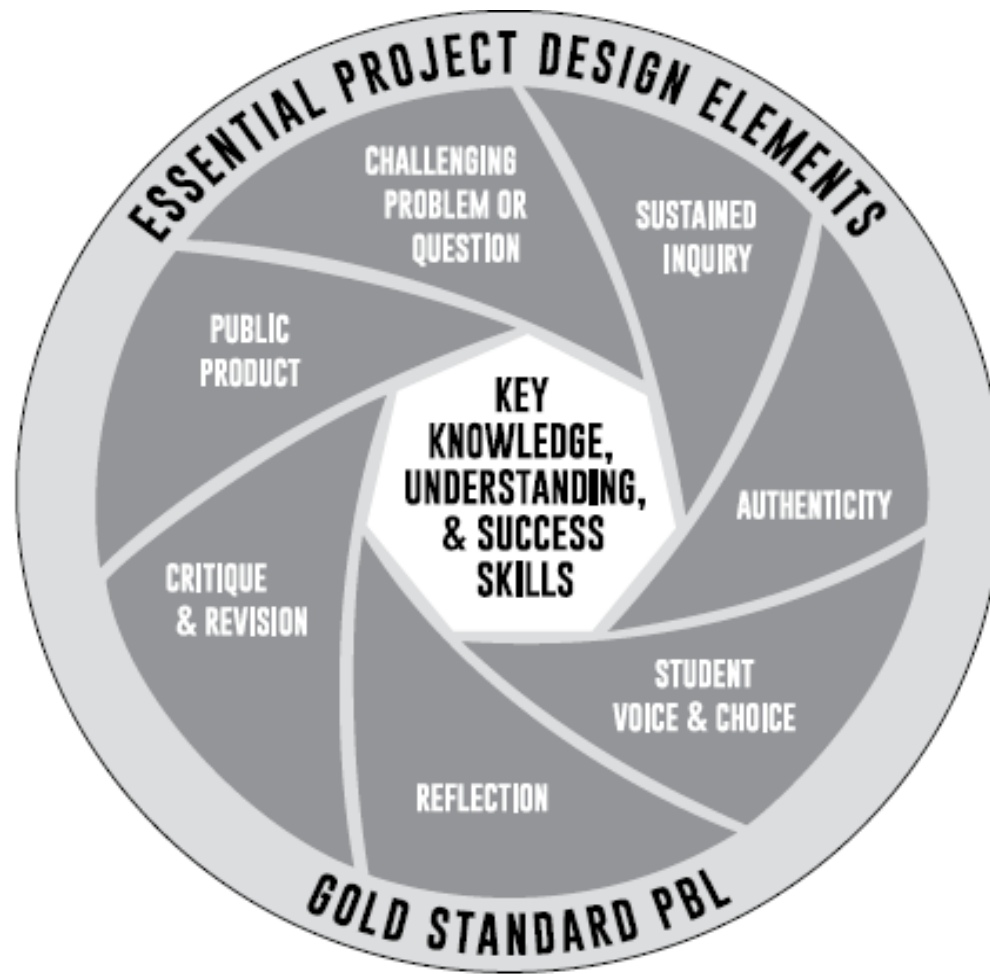 ESSENTIAL PROJECT DESIGN ELEMENTS
CHALLENGING
PROBLEM OR
QUESTION
SUSTAINED
INQUIRY
AUTHENTICITY
STUDENT
VOICE & CHOICE
REFLECTION
CRITIQUE
& REVISION
PUBLIC
PRODUCT
KEY
KNOWLEDGE,
UNDERSTANDING,
& SUCCESS
SKILLS
GOLD STANDARD PBL